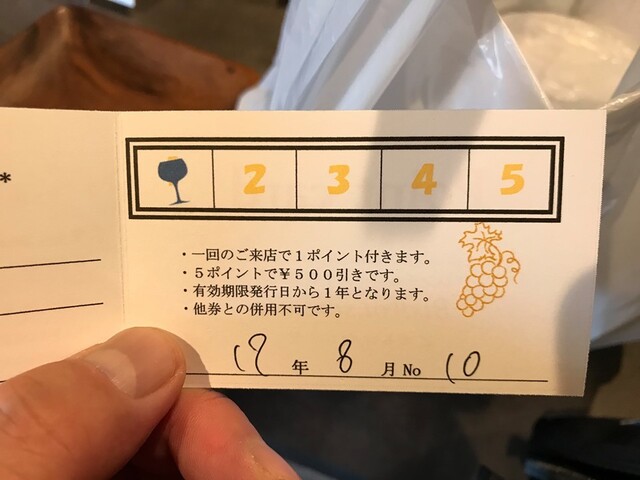 *
2 3 4 5
・一回のご来店で１ポイント付きます。
・５ポイントで￥５００引きです。
・有効期限発行日から１年となります。
・他券との併用不可です。
17年 8月 No 10